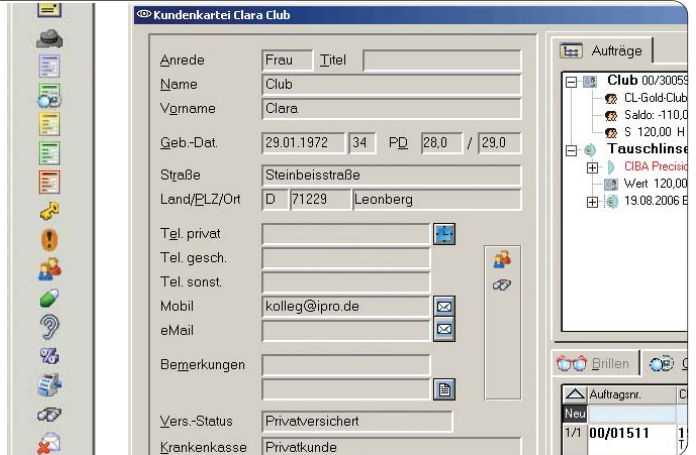 Kundenkartei Clara Club
Anrede Frau Titel
Name Club
Vorname Clara
Geb.-Dat. 29.01.1972 34 PD 28,0 / 29,0
Straße Steinbeisstraße
Land/PLZ/Ort D 71229 Leonberg
Tel. privat
Tel. gesch.
Tel. sonst.
Mobil kolleg@ipro.de
eMail
Bemerkungen
Vers.-Status Privatversichert
Krankenkasse Privatkunde
Aufträge
Club 00/30059
CL-Gold-Club
Saldo: -110,0
S 120,00 H
Tauschlinse
CIBA Precisio
Wert 120,00
19.08.2006 E
Brillen
Auftragsnr.
Neu
1/1 00/01511